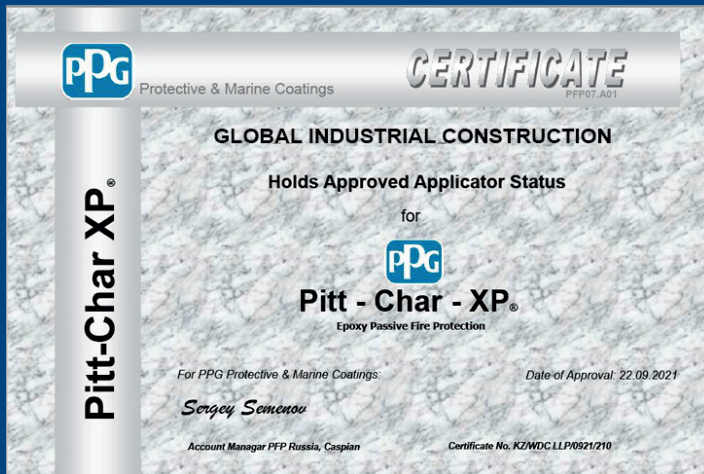 PPG
Protective & Marine Coatings
CERTIFICATE
PFP07.A01
GLOBAL INDUSTRIAL CONSTRUCTION
Holds Approved Applicator Status
for
PPG
Pitt - Char - XP®
Epoxy Passive Fire Protection
Pitt-Char XP®
For PPG Protective & Marine Coatings:
Date of Approval: 22.09.2021
Sergey Semenov
Account Managar PFP Russia, Caspian
Certificate No. KZ/WDC LLP/0921/210